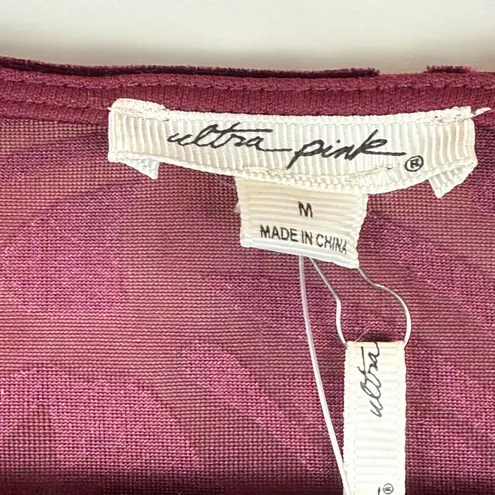 ultra pink ®
M
MADE IN CHINA
ultra
®